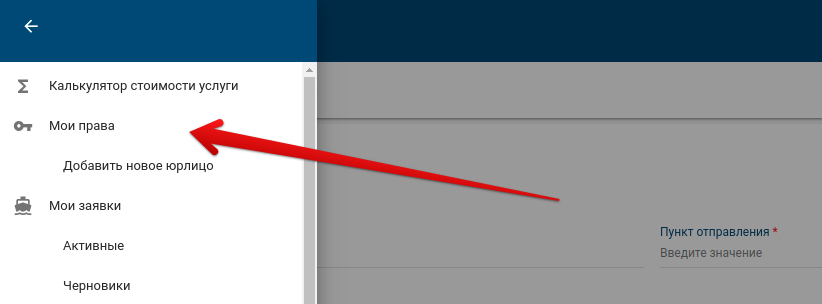 Калькулятор стоимости услуги
Мои права
Добавить новое юрлицо
Мои заявки
Активные
Черновики
Пункт отправления *
Введите значение